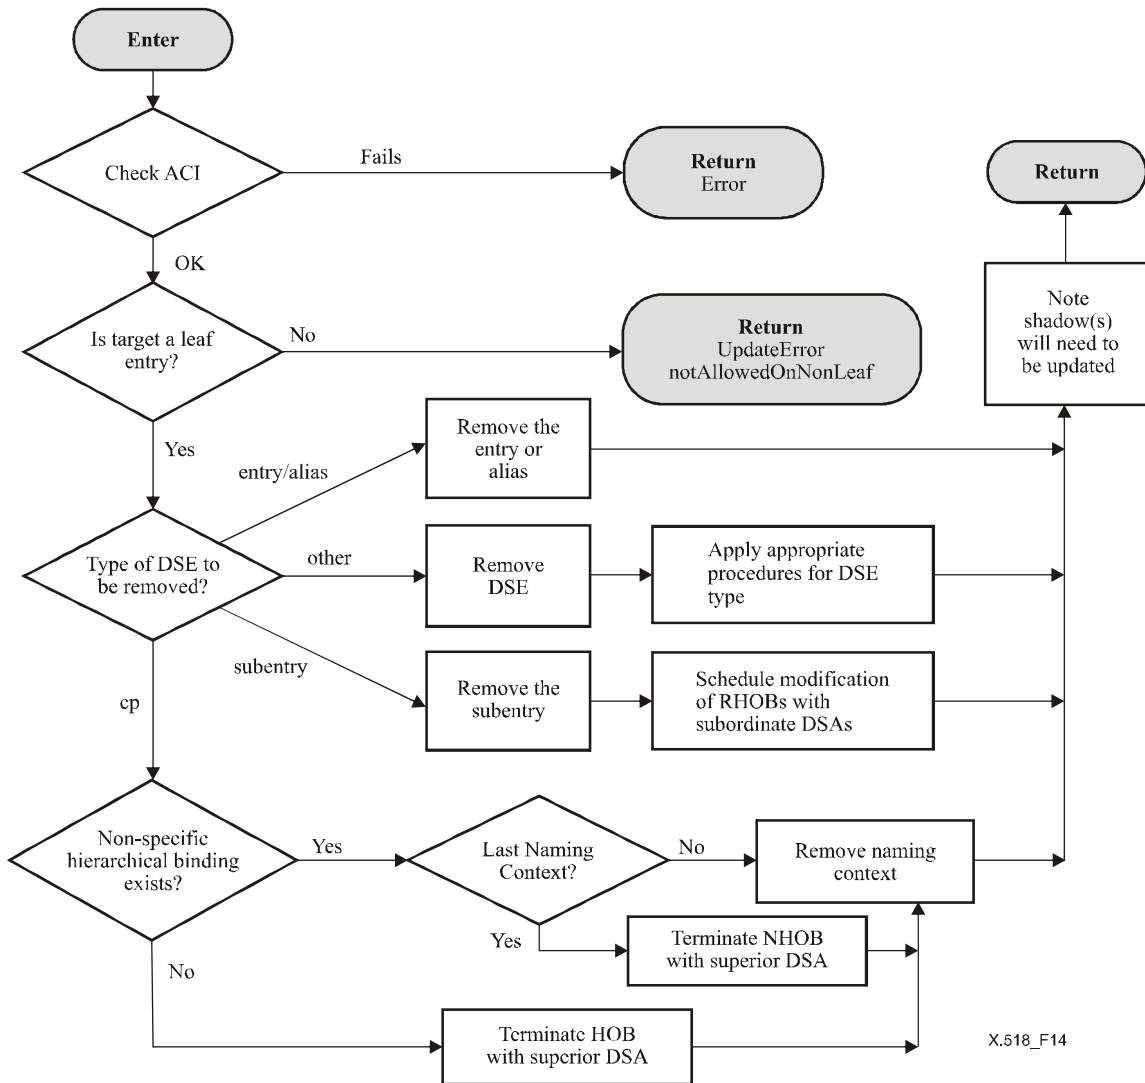 Enter
Check ACI
Fails
Return
Error
Return
OK
Is target a leaf
entry?
No
Return
UpdateError
notAllowedOnNonLeaf
Note
shadow(s)
will need to
be updated
Yes
entry/alias
Remove the
entry or
alias
Type of DSE to
be removed?
other
Remove
DSE
Apply appropriate
procedures for DSE
type
subentry
Remove the
subentry
Schedule modification
of RHOBs with
subordinate DSAs
cp
Non-specific
hierarchical binding
exists?
Yes
Last Naming
Context?
No
Remove naming
context
Yes
Terminate NHOB
with superior DSA
No
Terminate HOB
with superior DSA
X.518_F14